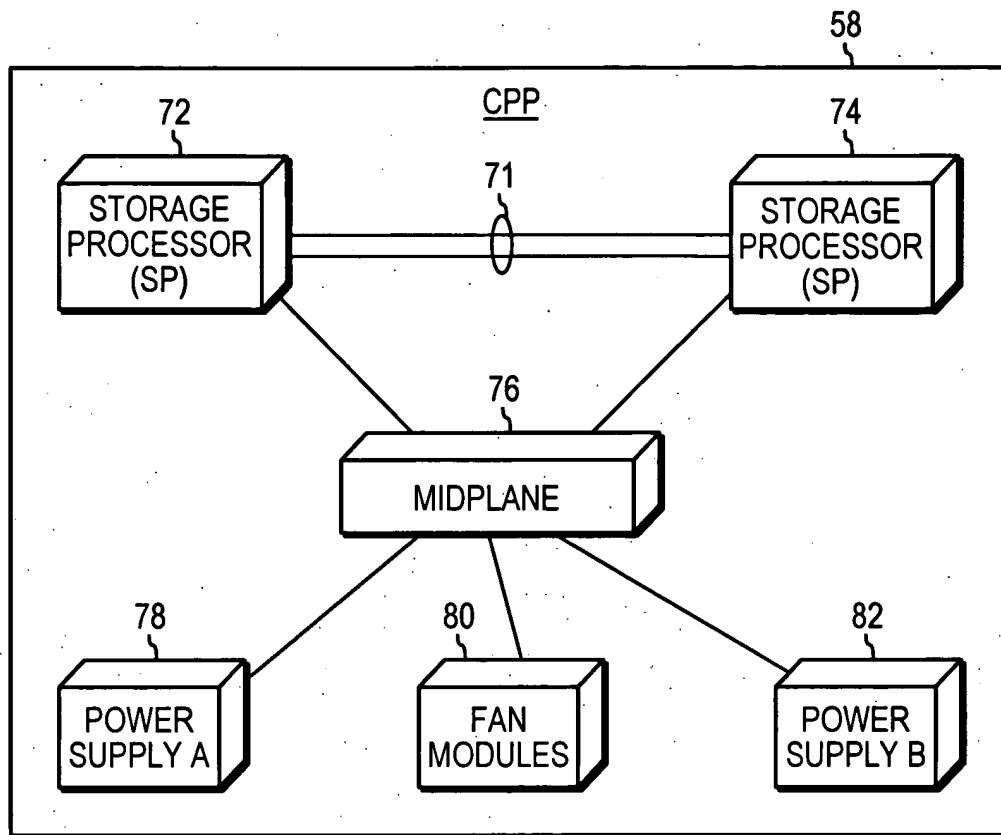 58
CPP
72
74
71
STORAGE
PROCESSOR
(SP)
STORAGE
PROCESSOR
(SP)
76
MIDPLANE
78
80
82
POWER
SUPPLY A
FAN
MODULES
POWER
SUPPLY B